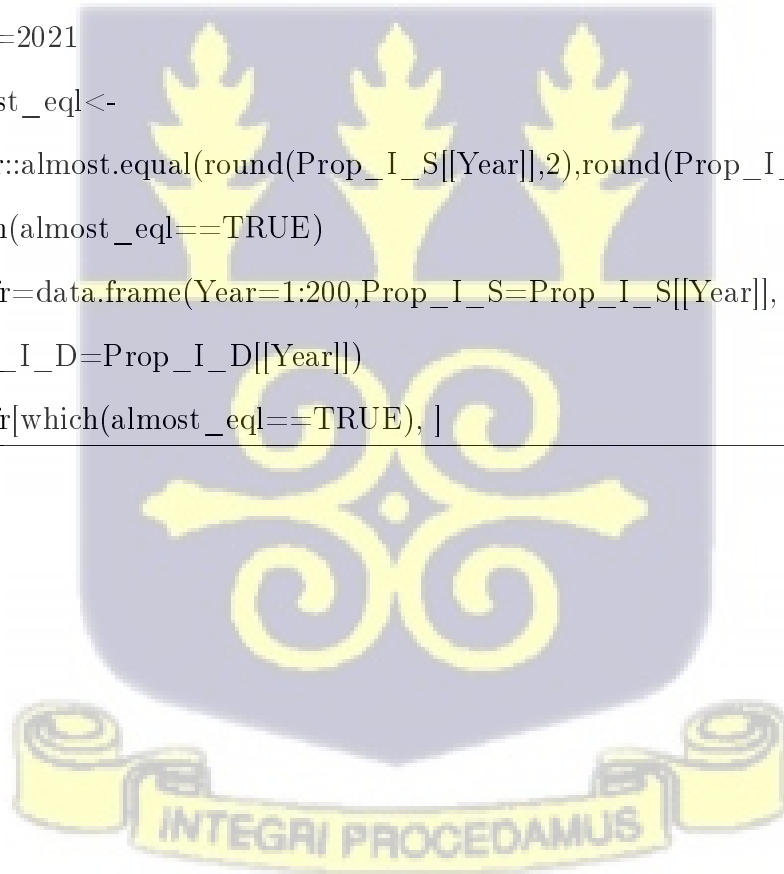 =2021
st_eql<-
r::almost.equal(round(Prop_I_S[[Year]],2),round(Prop_I_
n(almost_eql==TRUE)
r=data.frame(Year=1:200,Prop_I_S=Prop_I_S[[Year]],
_I_D=Prop_I_D[[Year]])
r[which(almost_eql==TRUE), ]
INTEGRI PROCEDAMUS